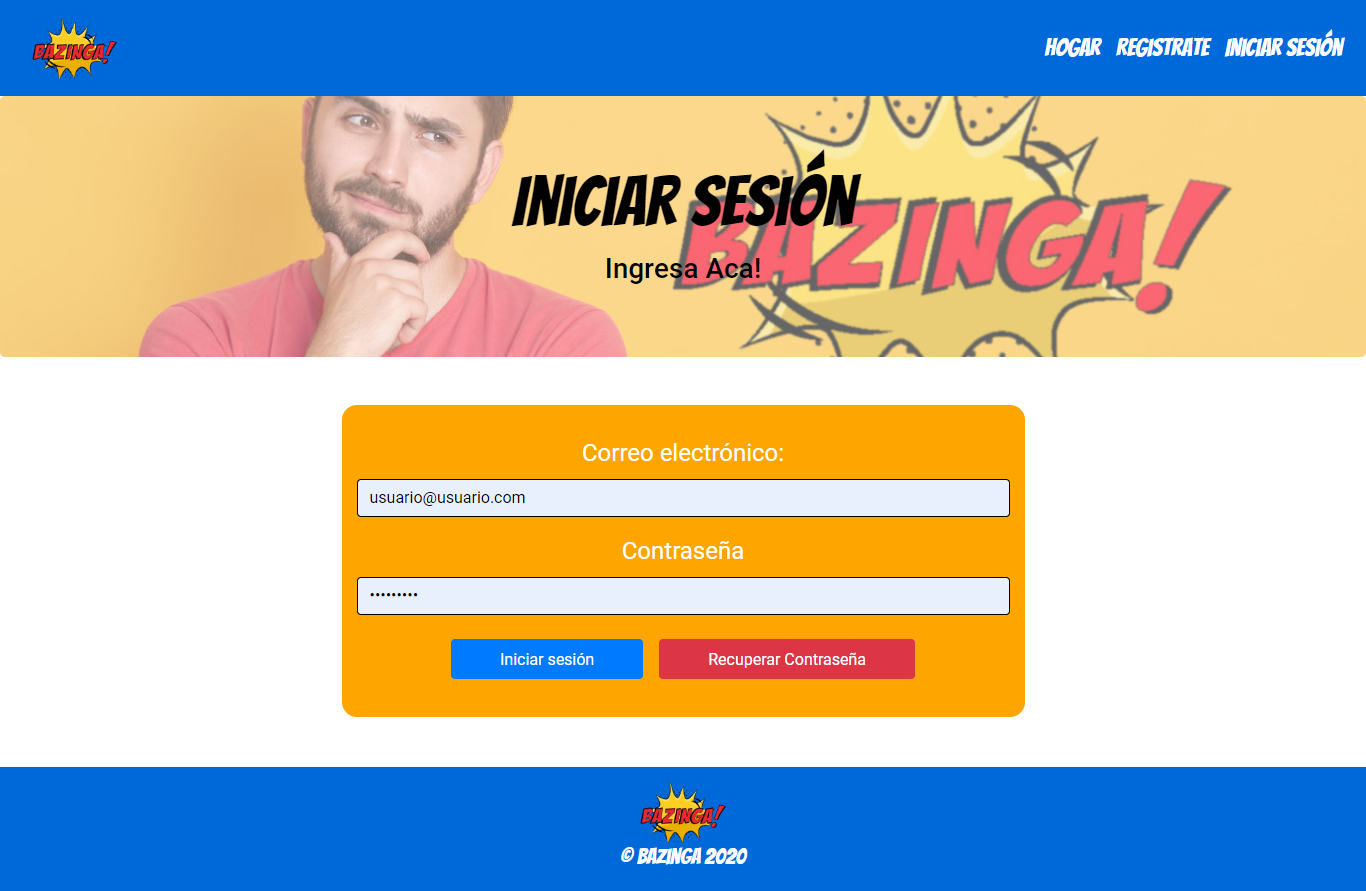 BAZINGA!
HOGAR REGISTRATE INICIAR SESIÓN
INICIAR SESIÓN
BAZINGA!
Ingresa Aca!
Correo electrónico:
usuario@usuario.com
Contraseña
•••••••••
Iniciar sesión Recuperar Contraseña
BAZINGA!
© BAZINGA 2020